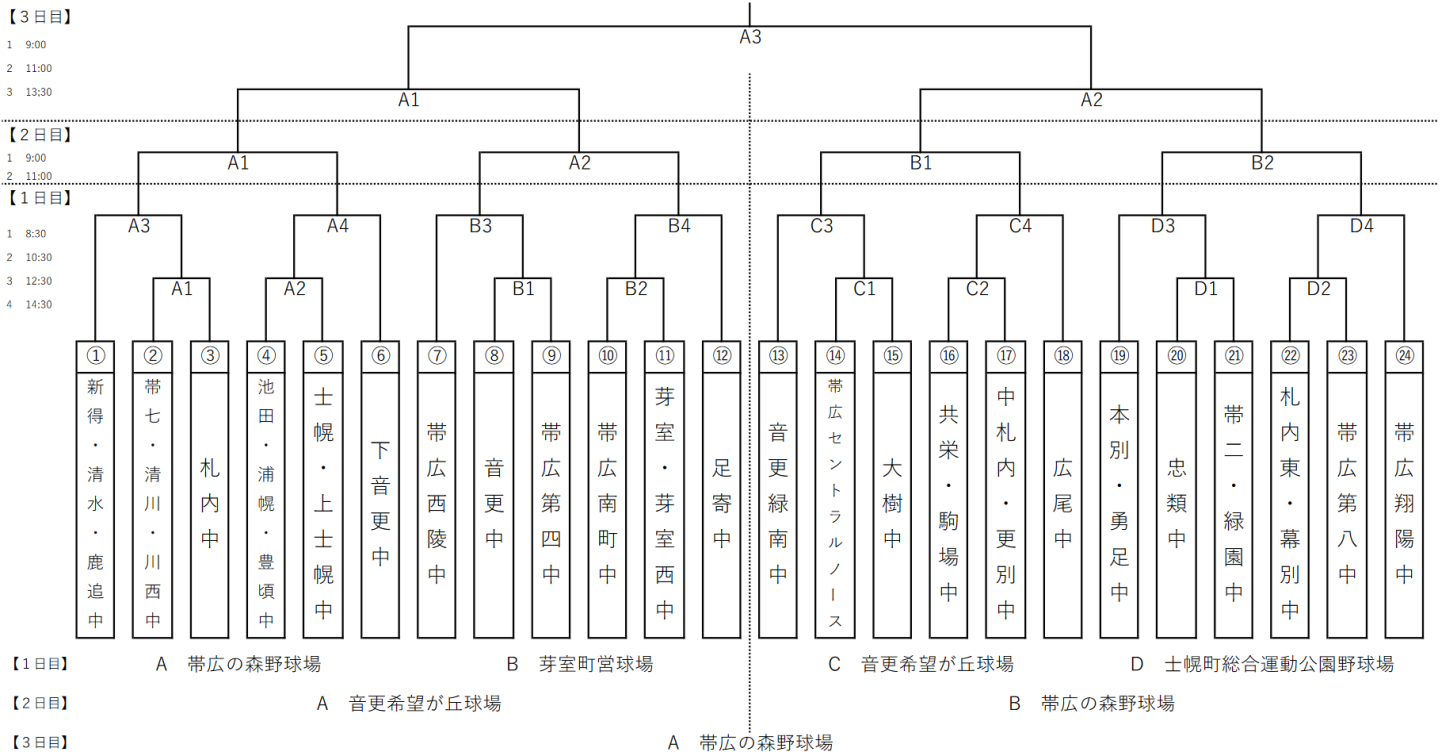 【3日目】
1 9:00
2 11:00
3 13;30
A3
A1 A2
【2日目】
1 9:00
2 11:00
A1 A2 B1 B2
【1日目】
1 8:30
2 10:30
3 12:30
4 14:30
A3 A4 B3 B4 C3 C4 D3 D4
A1 A2 B1 B2 C1 C2 D1 D2
① 新得・清水・鹿追中
② 帯七・清川・川西中
③ 札内中
④ 池田・浦幌・豊頃中
⑤ 士幌・上士幌中
⑥ 下音更中
⑦ 帯広西陵中
⑧ 音更中
⑨ 帯広第四中
⑩ 帯広南町中
⑪ 芽室・芽室西中
⑫ 足寄中
⑬ 音更緑南中
⑭ 帯広セントラルノース
⑮ 大樹中
⑯ 共栄・駒場中
⑰ 中札内・更別中
⑱ 広尾中
⑲ 本別・勇足中
⑳ 忠類中
㉑ 帯二・緑園中
㉒ 札内東・幕別中
㉓ 帯広第八中
㉔ 帯広翔陽中
【1日目】 A 帯広の森野球場 B 芽室町営球場 C 音更希望が丘球場 D 士幌町総合運動公園野球場
【2日目】 A 音更希望が丘球場 B 帯広の森野球場
【3日目】 A 帯広の森野球場